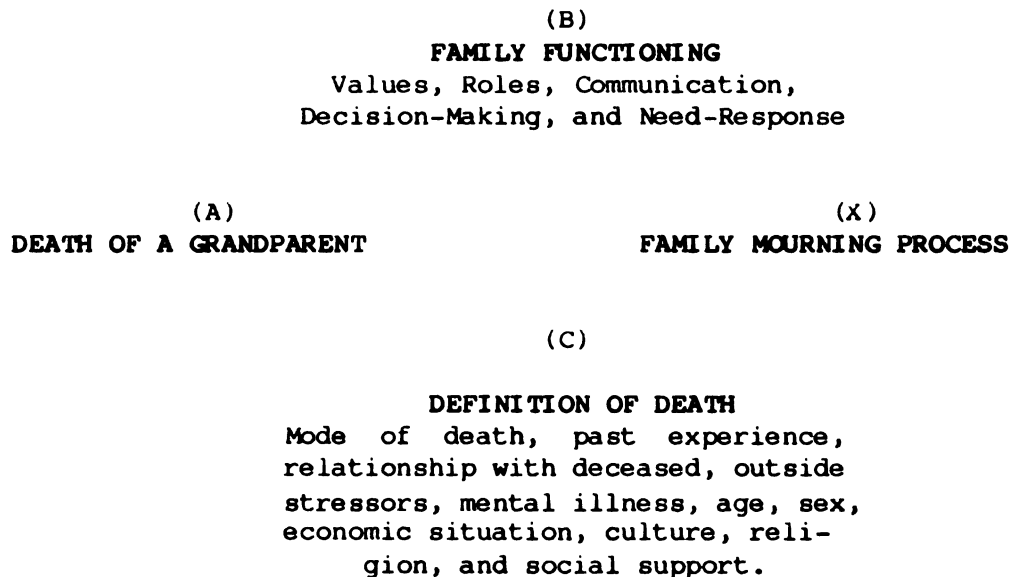 (B)
FAMILY FUNCTIONING
Values, Roles, Communication,
Decision-Making, and Need-Response
(A)
DEATH OF A GRANDPARENT
(X)
FAMILY MOURNING PROCESS
(C)
DEFINITION OF DEATH
Mode of death, past experience,
relationship with deceased, outside
stressors, mental illness, age, sex,
economic situation, culture, reli-
gion, and social support.